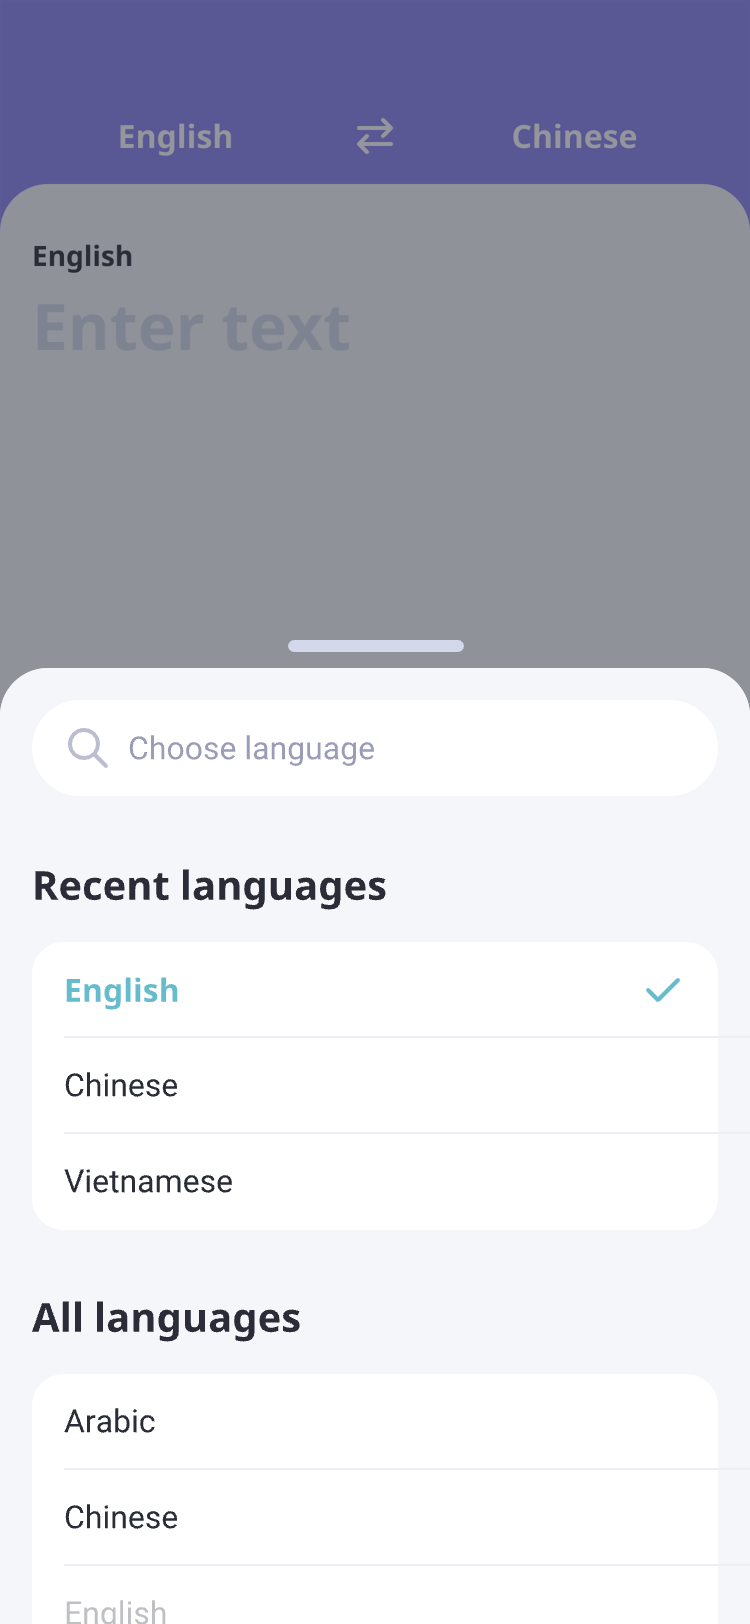 English Chinese
English
Enter text
Choose language
Recent languages
English
Chinese
Vietnamese
All languages
Arabic
Chinese
English